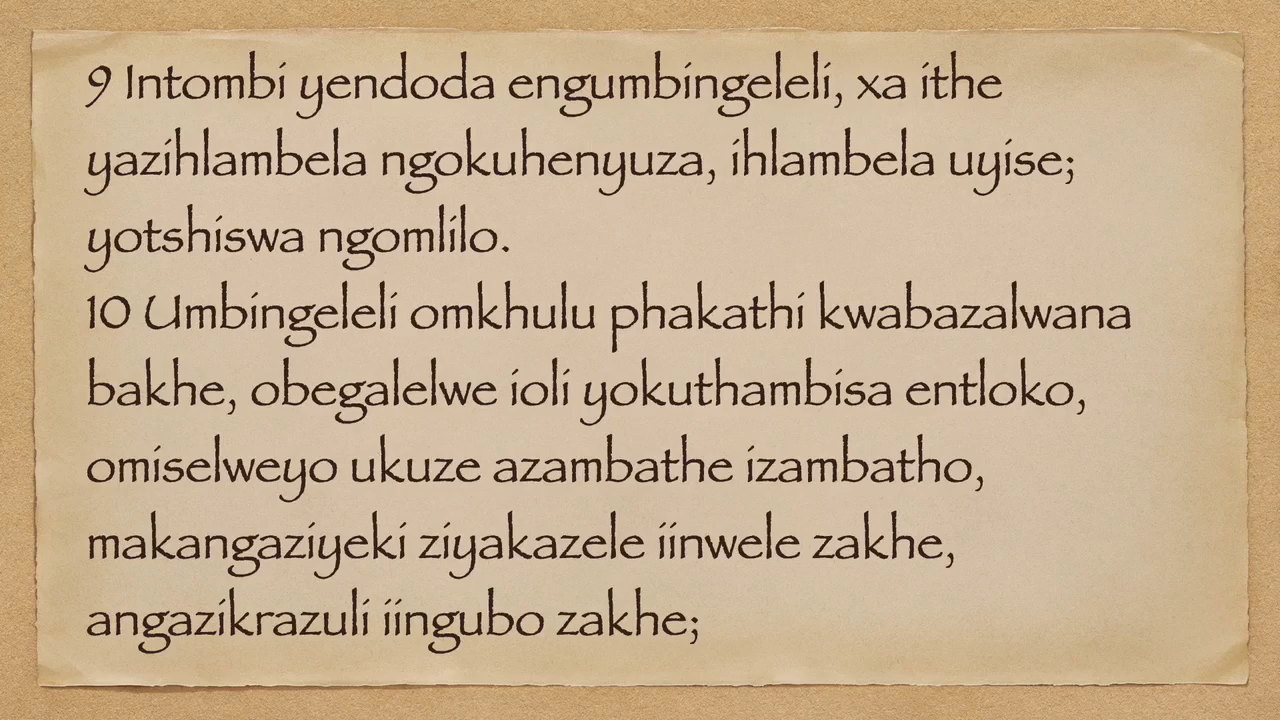 9 Intombi yendoda engumbingeleli, xa ithe
yazihlambela ngokuhenyuza, ihlambela uyise;
yotshiswa ngomlilo.
10 Umbingeleli omkhulu phakathi kwabazalwana
bakhe, obegalelwe ioli yokuthambisa entloko,
omiselweyo ukuze azambathe izambatho,
makangaziyeki ziyakazele iinwele zakhe,
angazikrazuli iingubo zakhe;